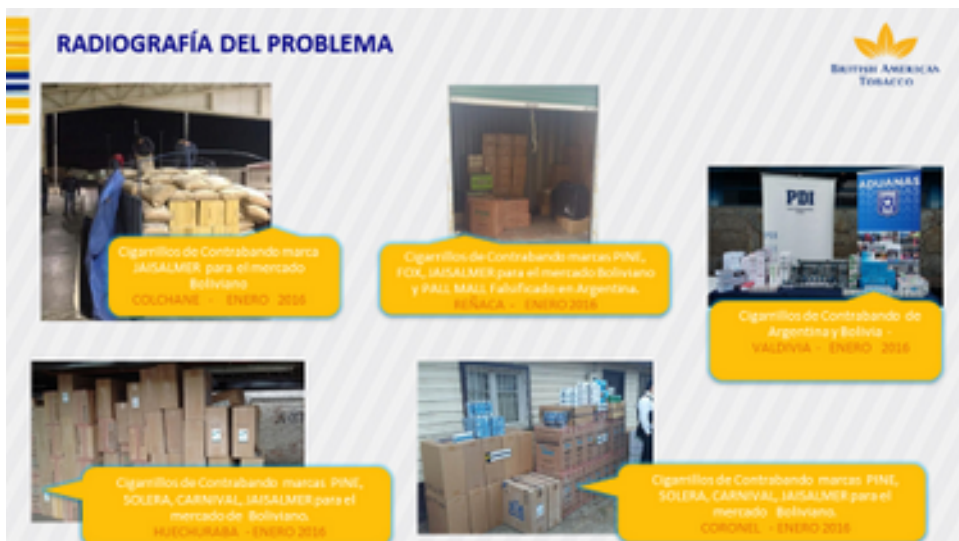 RADIOGRAFÍA DEL PROBLEMA
BRITISH AMERICAN
TOBACCO
Cigarrillos de Contrabando marca
JAISALMER para el mercado
Boliviano
COLCHANE - ENERO 2016
Cigarrillos de Contrabando marcas PINE,
FOX, JAISALMER para el mercado Boliviano
y PALL MALL Falsificado en Argentina.
REÑACA - ENERO 2016
PDI
ADUANAS
Cigarrillos de Contrabando de
Argentina y Bolivia -
VALDIVIA - ENERO 2016
Cigarrillos de Contrabando marcas PINE,
SOLERA, CARNIVAL, JAISALMER para el
mercado de Boliviano.
HUECHURABA - ENERO 2016
Cigarrillos de Contrabando marcas PINE,
SOLERA, CARNIVAL, JAISALMER para el
mercado Boliviano.
CORONEL - ENERO 2016